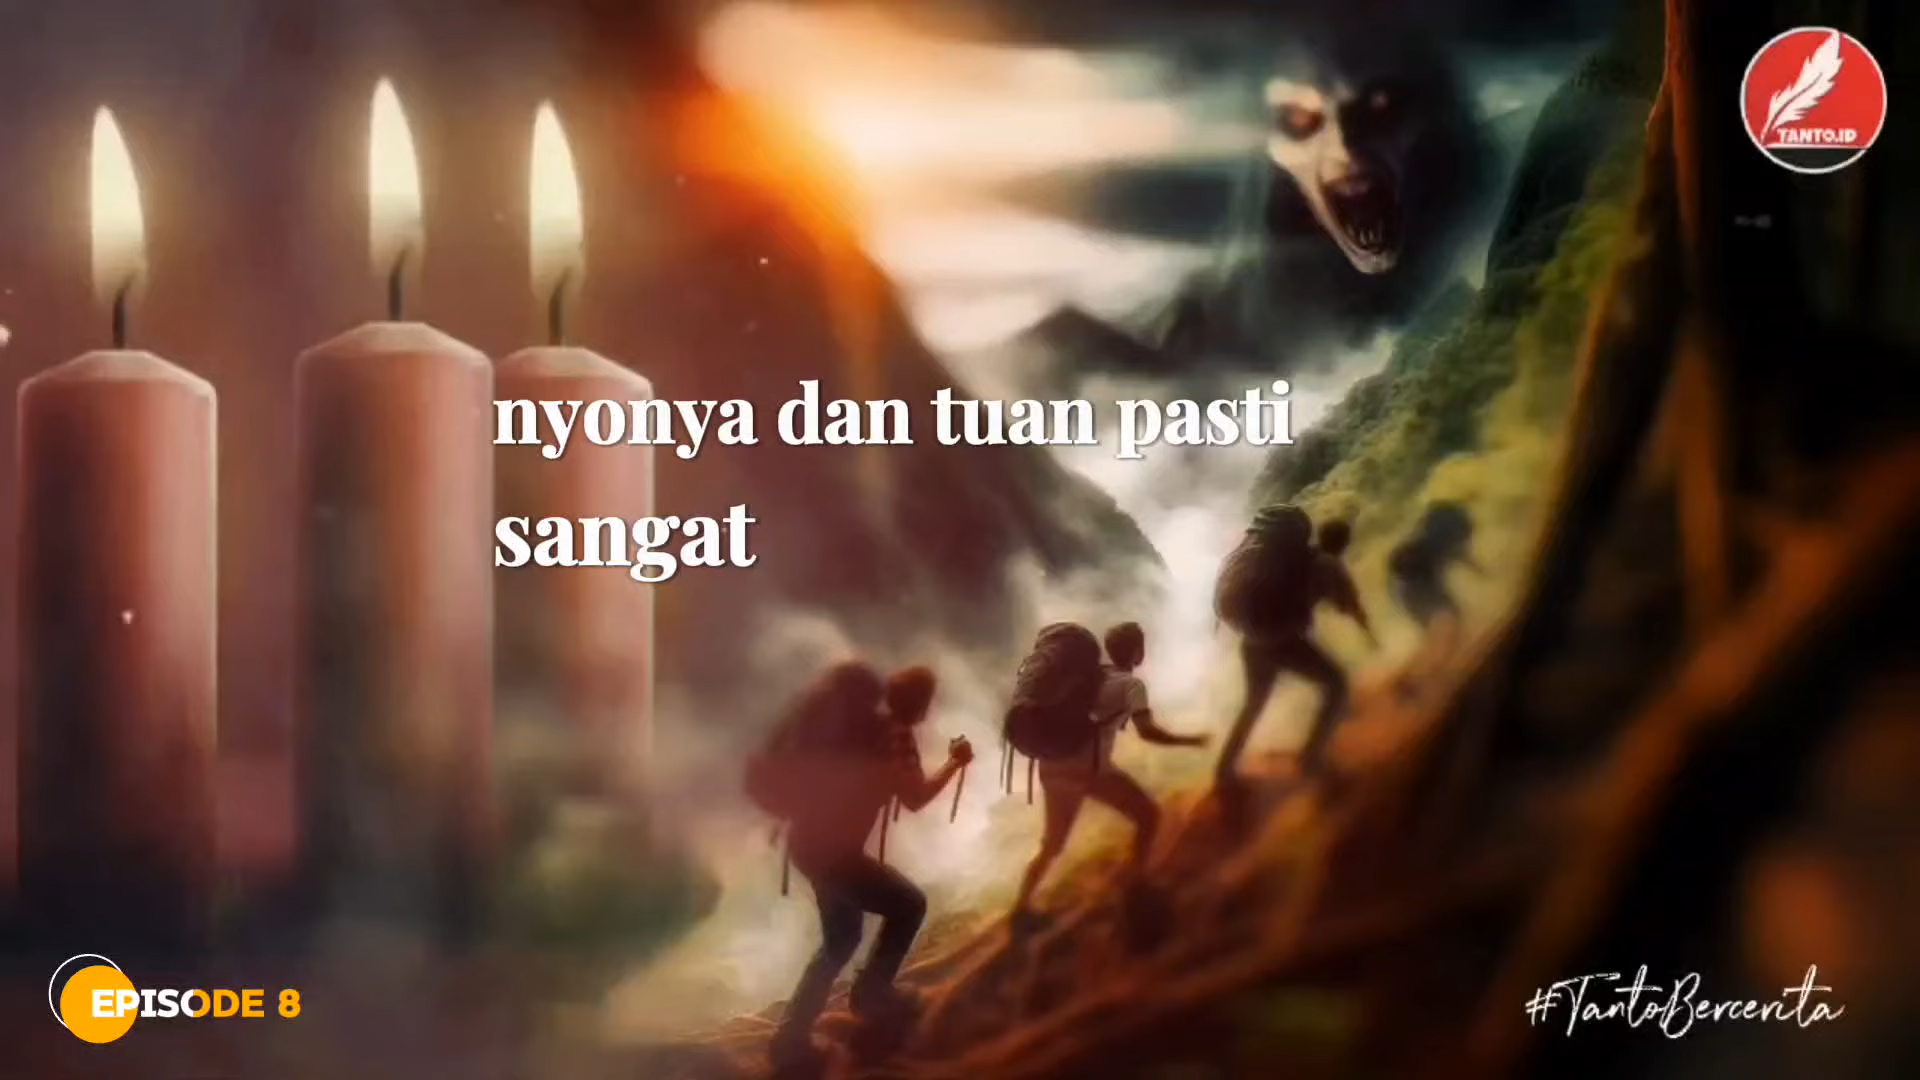 TANTO.ID
nyonya dan tuan pasti
sangat
EPISODE 8
#TantoBercerita